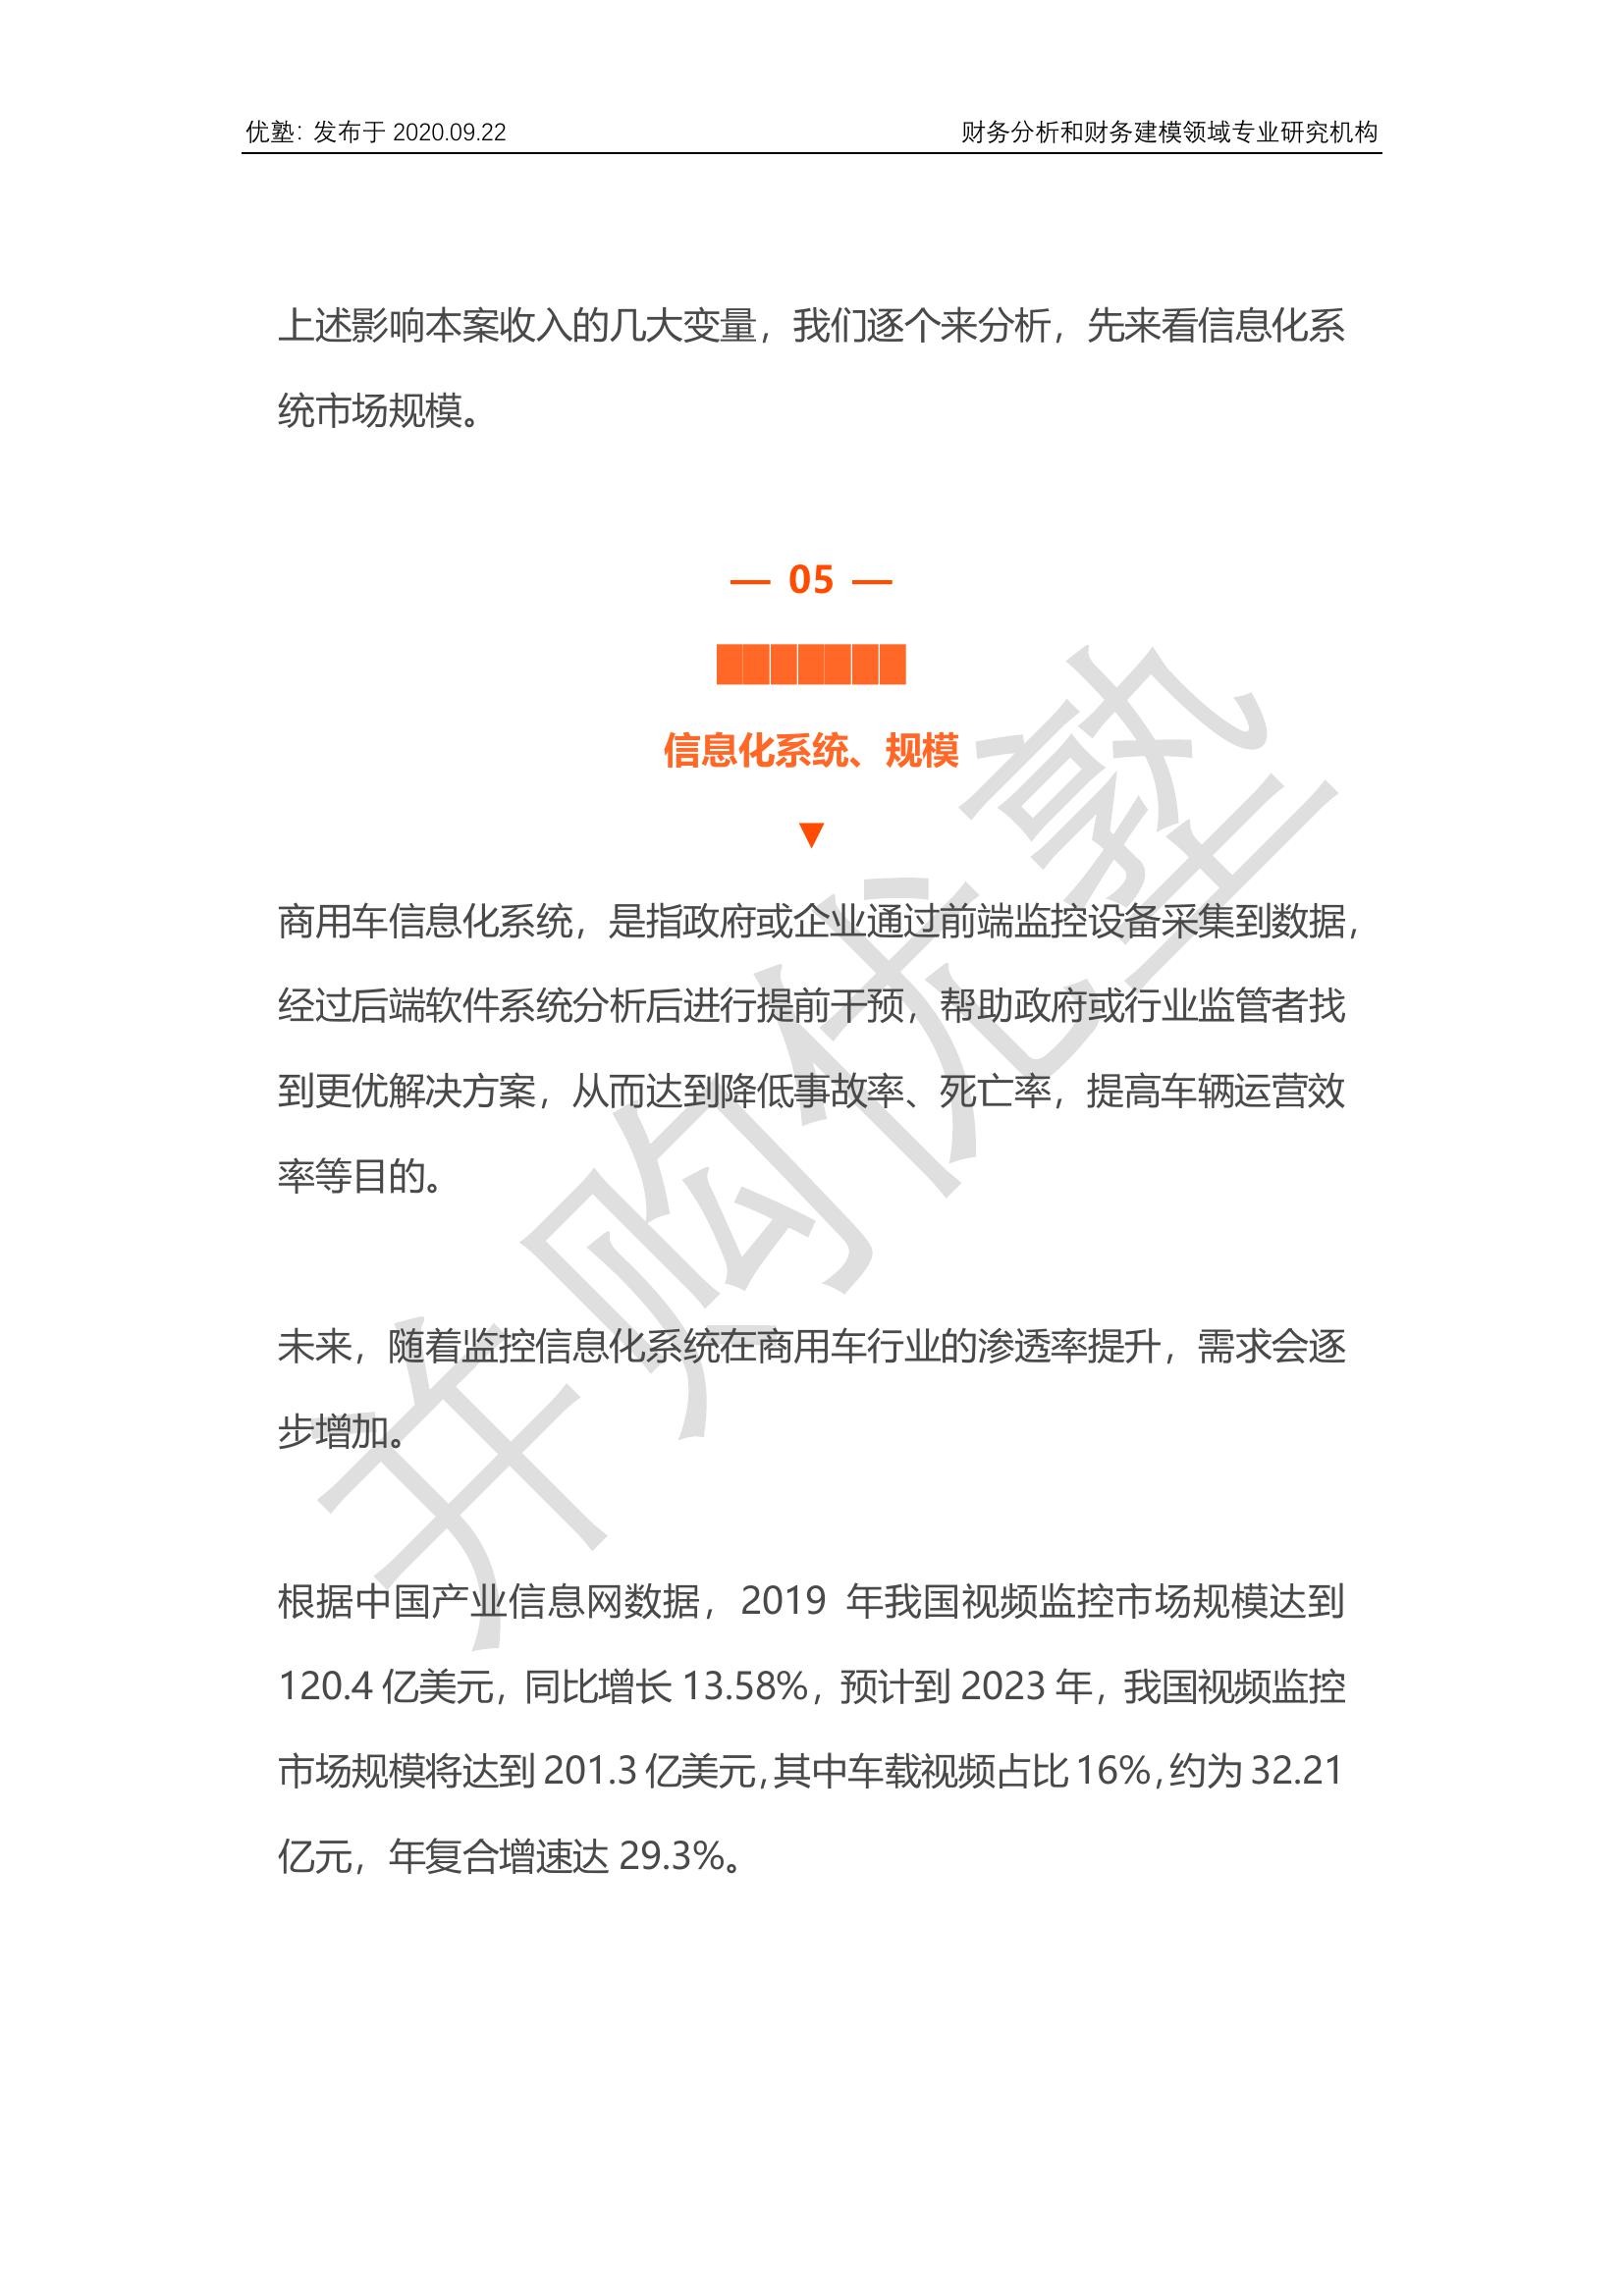 优塾：发布于 2020.09.22
财务分析和财务建模领域专业研究机构
上述影响本案收入的几大变量，我们逐个来分析，先来看信息化系
统市场规模。
— 05 —
███████
信息化系统、规模
▼
商用车信息化系统，是指政府或企业通过前端监控设备采集到数据，
经过后端软件系统分析后进行提前干预，帮助政府或行业监管者找
到更优解决方案，从而达到降低事故率、死亡率，提高车辆运营效
率等目的。
未来，随着监控信息化系统在商用车行业的渗透率提升，需求会逐
步增加。
根据中国产业信息网数据，2019 年我国视频监控市场规模达到
120.4 亿美元，同比增长 13.58%，预计到 2023 年，我国视频监控
市场规模将达到 201.3 亿美元，其中车载视频占比 16%，约为 32.21
亿元，年复合增速达 29.3%。
并购优塾